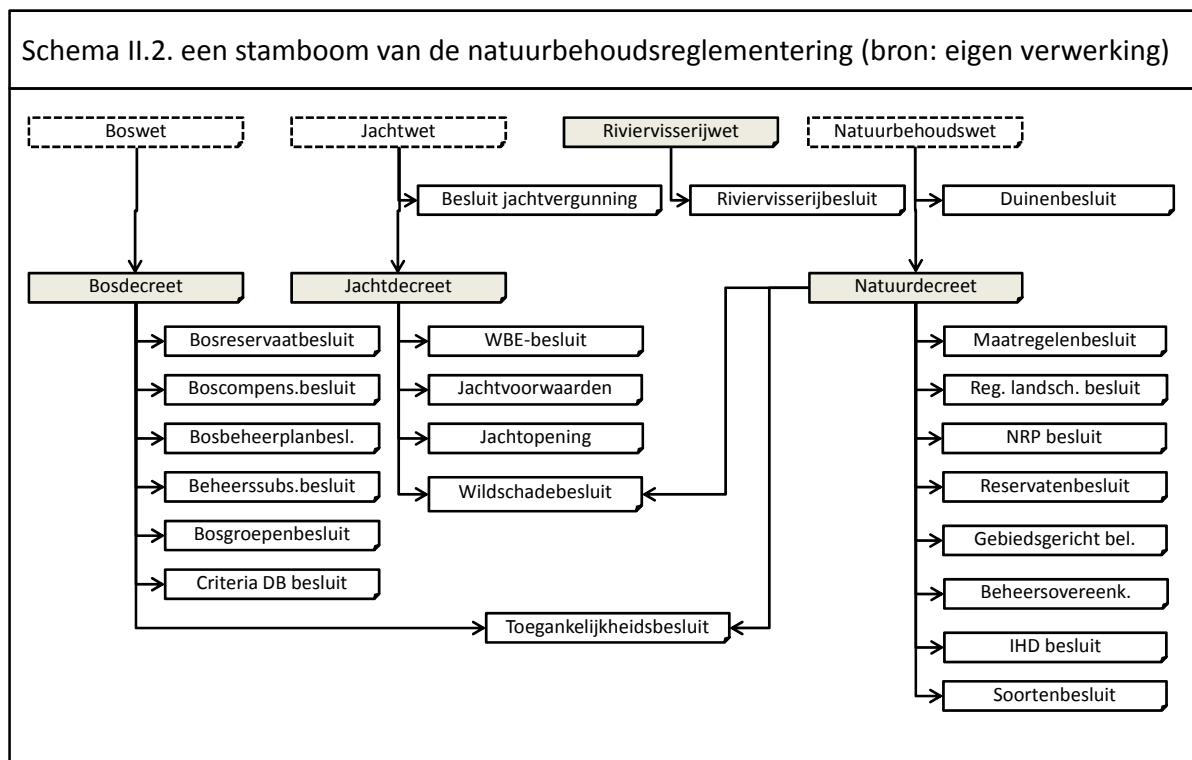 Schema II.2. een stamboom van de natuurbehoudsreglementering (bron: eigen verwerking)
Boswet
Jachtwet
Riviervisserijwet
Natuurbehoudswet
Besluit jachtvergunning
Riviervisserijbesluit
Duinenbesluit
Bosdecreet
Jachtdecreet
Natuurdecreet
Bosreservaatbesluit
WBE-besluit
Maatregelenbesluit
Boscompens.besluit
Jachtvoorwaarden
Reg. landsch. besluit
Bosbeheerplanbesl.
Jachtopening
NRP besluit
Beheerssubs.besluit
Wildschadebesluit
Reservatenbesluit
Bosgroepenbesluit
Gebiedsgericht bel.
Criteria DB besluit
Beheersovereenk.
Toegankelijkheidsbesluit
IHD besluit
Soortenbesluit